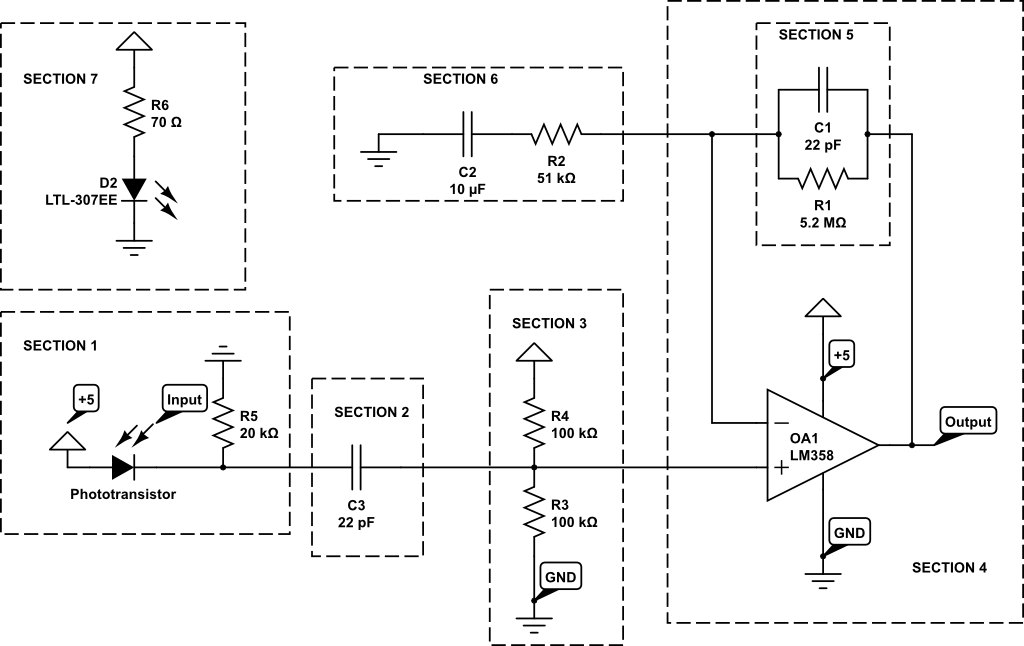 SECTION 7
R6
70 Ω
D2
LTL-307EE
SECTION 6
C2
10 µF
R2
51 kΩ
SECTION 5
C1
22 pF
R1
5.2 MΩ
SECTION 1
+5
Input
R5
20 kΩ
Phototransistor
SECTION 2
C3
22 pF
SECTION 3
R4
100 kΩ
R3
100 kΩ
GND
+5
OA1
LM358
Output
GND
SECTION 4